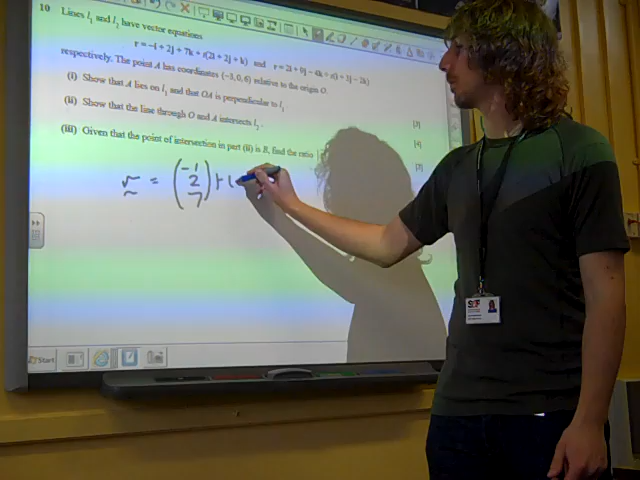 10 Lines l₁ and l₂ have vector equations
r = −i + 2j + 7k + t(2i + 2j + k) and r = 2i + 0j − 4k + s(i + 2j − 2k)
respectively. The point A has coordinates (−3, 0, 6) relative to the origin O.
(i) Show that A lies on l₁ and that OA is perpendicular to l₁
[3]
(ii) Show that the line through O and A intersects l₂.
[4]
(iii) Given that the point of intersection in part (ii) is B, find the ratio
[3]
r = (−1 2 7) + t
Start